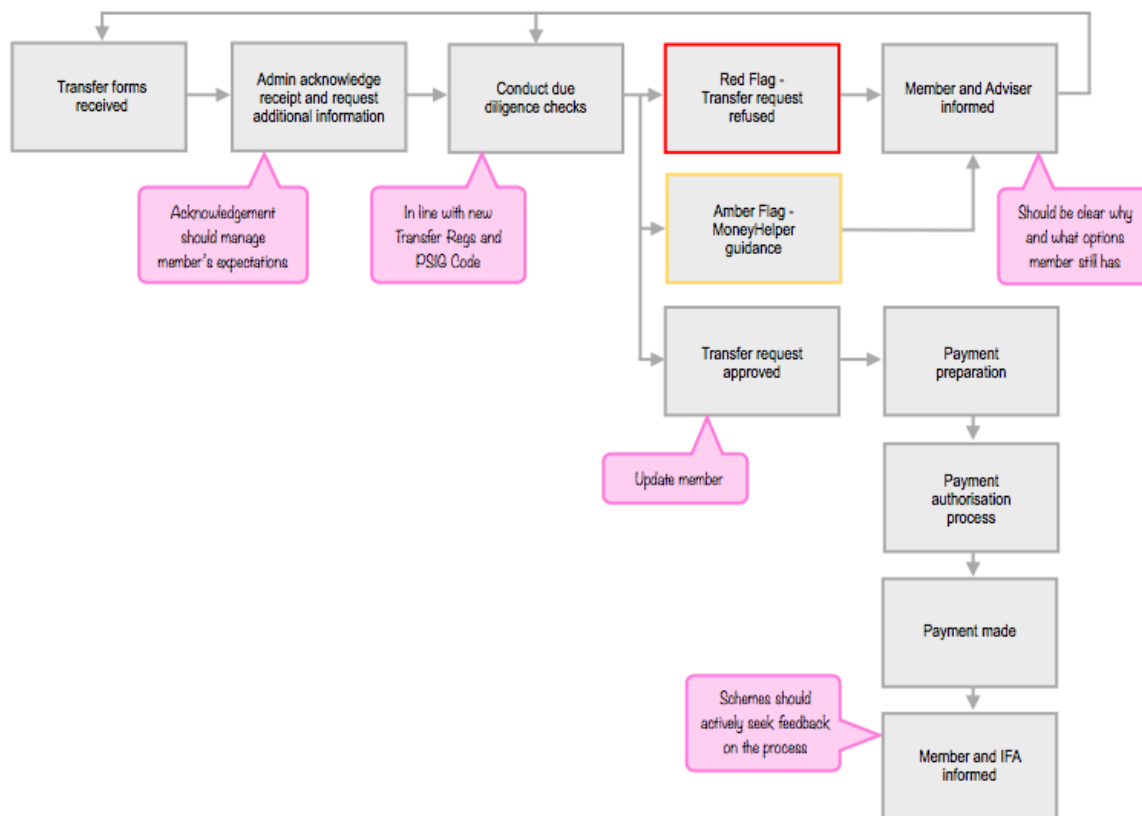 Transfer forms
received
Admin acknowledge
receipt and request
additional information
Conduct due
diligence checks
Red Flag -
Transfer request
refused
Member and Adviser
informed
Acknowledgement
should manage
member's expectations
In line with new
Transfer Regs and
PSIG Code
Amber Flag -
MoneyHelper
guidance
Should be clear why
and what options
member still has
Transfer request
approved
Payment
preparation
Update member
Payment
authorisation
process
Payment made
Schemes should
actively seek feedback
on the process
Member and IFA
informed